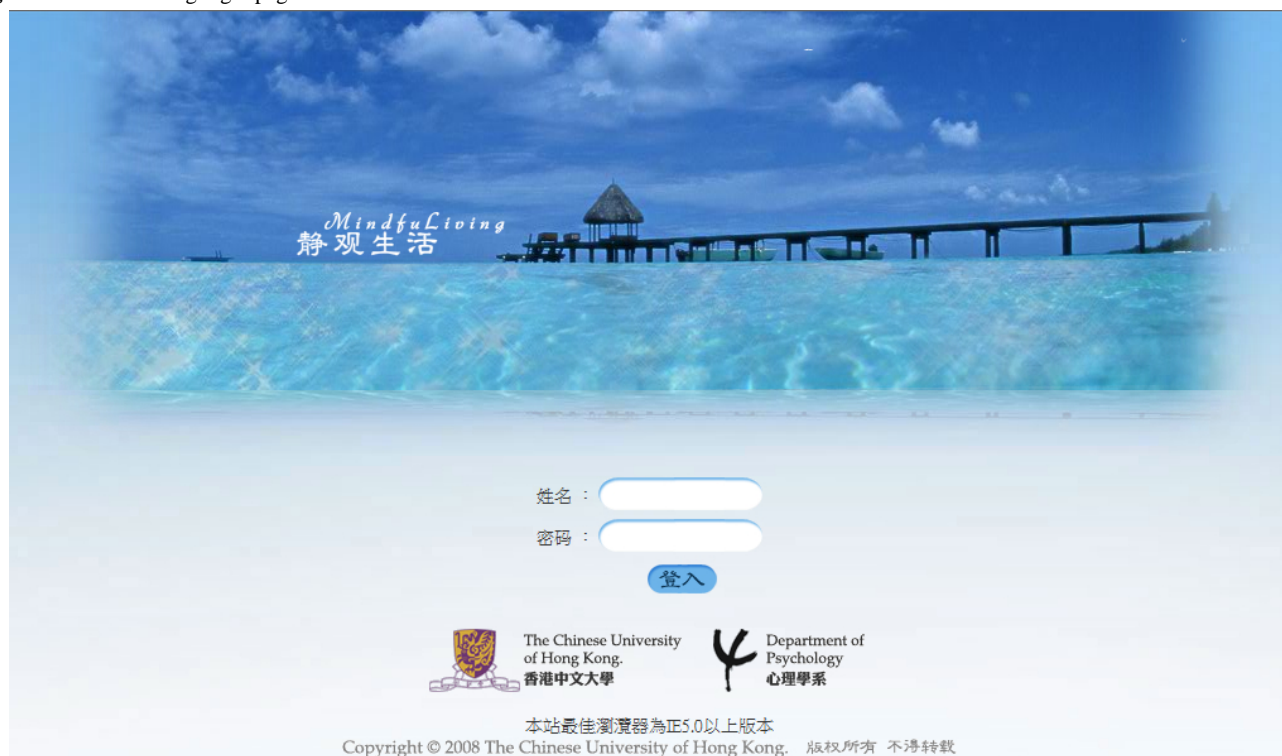 MindfuLiving
静观生活
姓名 :
密码 :
登入
The Chinese University
of Hong Kong.
香港中文大學
Department of
Psychology
心理學系
本站最佳瀏灠器為IE5.0以上版本
Copyright © 2008 The Chinese University of Hong Kong. 版权所有 不得转载